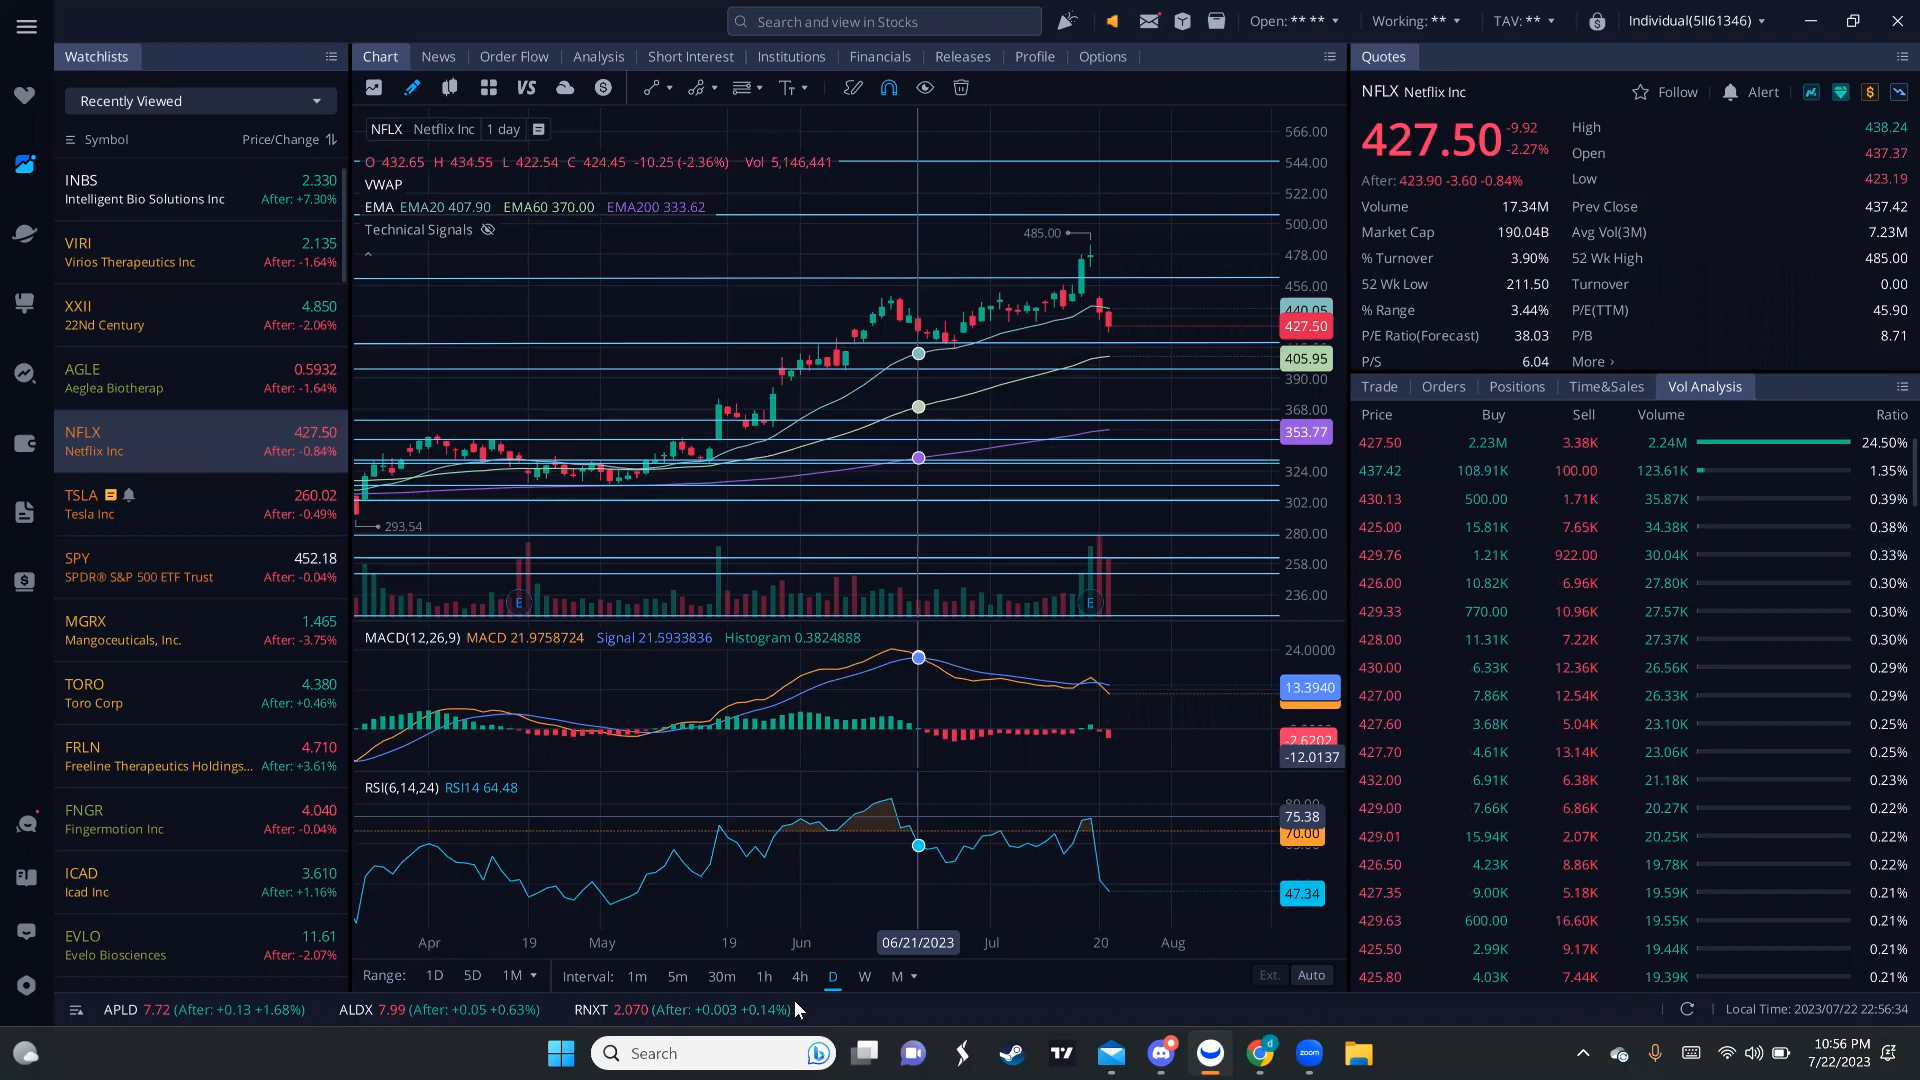 Search and view in Stocks
Open: ** **
Working: **
TAV: **
Individual(5II61346)
Watchlists
Recently Viewed
Symbol Price/Change
INBS 2.330
Intelligent Bio Solutions Inc After: +7.30%
VIRI 2.135
Virios Therapeutics Inc After: -1.64%
XXII 4.850
22Nd Century After: -2.06%
AGLE 0.5932
Aeglea Biotherap After: -1.64%
NFLX 427.50
Netflix Inc After: -0.84%
TSLA 260.02
Tesla Inc After: -0.49%
SPY 452.18
SPDR® S&P 500 ETF Trust After: -0.04%
MGRX 1.465
Mangoceuticals, Inc. After: -3.75%
TORO 4.380
Toro Corp After: +0.46%
FRLN 4.710
Freeline Therapeutics Holdings... After: +3.61%
FNGR 4.040
Fingermotion Inc After: -0.04%
ICAD 3.610
Icad Inc After: +1.16%
EVLO 11.61
Evelo Biosciences After: -2.07%
Chart News Order Flow Analysis Short Interest Institutions Financials Releases Profile Options
VS
NFLX Netflix Inc 1 day
O 432.65 H 434.55 L 422.54 C 424.45 -10.25 (-2.36%) Vol 5,146,441
VWAP
EMA EMA20 407.90 EMA60 370.00 EMA200 333.62
Technical Signals
485.00
293.54
E
E
566.00
544.00
522.00
500.00
478.00
456.00
440.05
427.50
405.95
390.00
368.00
353.77
324.00
302.00
280.00
258.00
236.00
MACD(12,26,9) MACD 21.9758724 Signal 21.5933836 Histogram 0.3824888
24.0000
13.3940
-2.6202
-12.0137
RSI(6,14,24) RSI14 64.48
80.00
75.38
70.00
47.34
Apr 19 May 19 Jun 06/21/2023 Jul 20 Aug
Range: 1D 5D 1M Interval: 1m 5m 30m 1h 4h D W M Ext. Auto
Quotes
NFLX Netflix Inc Follow Alert
427.50 -9.92
-2.27%
After: 423.90 -3.60 -0.84%
High 438.24
Open 437.37
Low 423.19
Volume 17.34M Prev Close 437.42
Market Cap 190.04B Avg Vol(3M) 7.23M
% Turnover 3.90% 52 Wk High 485.00
52 Wk Low 211.50 Turnover 0.00
% Range 3.44% P/E(TTM) 45.90
P/E Ratio(Forecast) 38.03 P/B 8.71
P/S 6.04 More
Trade Orders Positions Time&Sales Vol Analysis
Price Buy Sell Volume Ratio
427.50 2.23M 3.38K 2.24M 24.50%
437.42 108.91K 100.00 123.61K 1.35%
430.13 500.00 1.71K 35.87K 0.39%
425.00 15.81K 7.65K 34.38K 0.38%
429.76 1.21K 922.00 30.04K 0.33%
426.00 10.82K 6.96K 27.80K 0.30%
429.33 770.00 10.96K 27.57K 0.30%
428.00 11.31K 7.22K 27.37K 0.30%
430.00 6.33K 12.36K 26.56K 0.29%
427.00 7.86K 12.54K 26.33K 0.29%
427.60 3.68K 5.04K 23.10K 0.25%
427.70 4.61K 13.14K 23.06K 0.25%
432.00 6.91K 6.38K 21.18K 0.23%
429.00 7.66K 6.86K 20.27K 0.22%
429.01 15.94K 2.07K 20.25K 0.22%
426.50 4.23K 8.86K 19.78K 0.22%
427.35 9.00K 5.18K 19.59K 0.21%
429.63 600.00 16.60K 19.55K 0.21%
425.50 2.99K 9.17K 19.44K 0.21%
425.80 4.03K 7.44K 19.39K 0.21%
APLD 7.72 (After: +0.13 +1.68%) ALDX 7.99 (After: +0.05 +0.63%) RNXT 2.070 (After: +0.003 +0.14%)
Local Time: 2023/07/22 22:56:34
Search
zoom
10:56 PM
7/22/2023